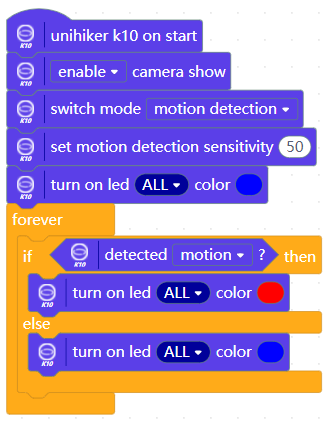 K10 unihiker k10 on start
K10 enable camera show
K10 switch mode motion detection
K10 set motion detection sensitivity 50
K10 turn on led ALL color
forever
if K10 detected motion ? then
K10 turn on led ALL color
else
K10 turn on led ALL color